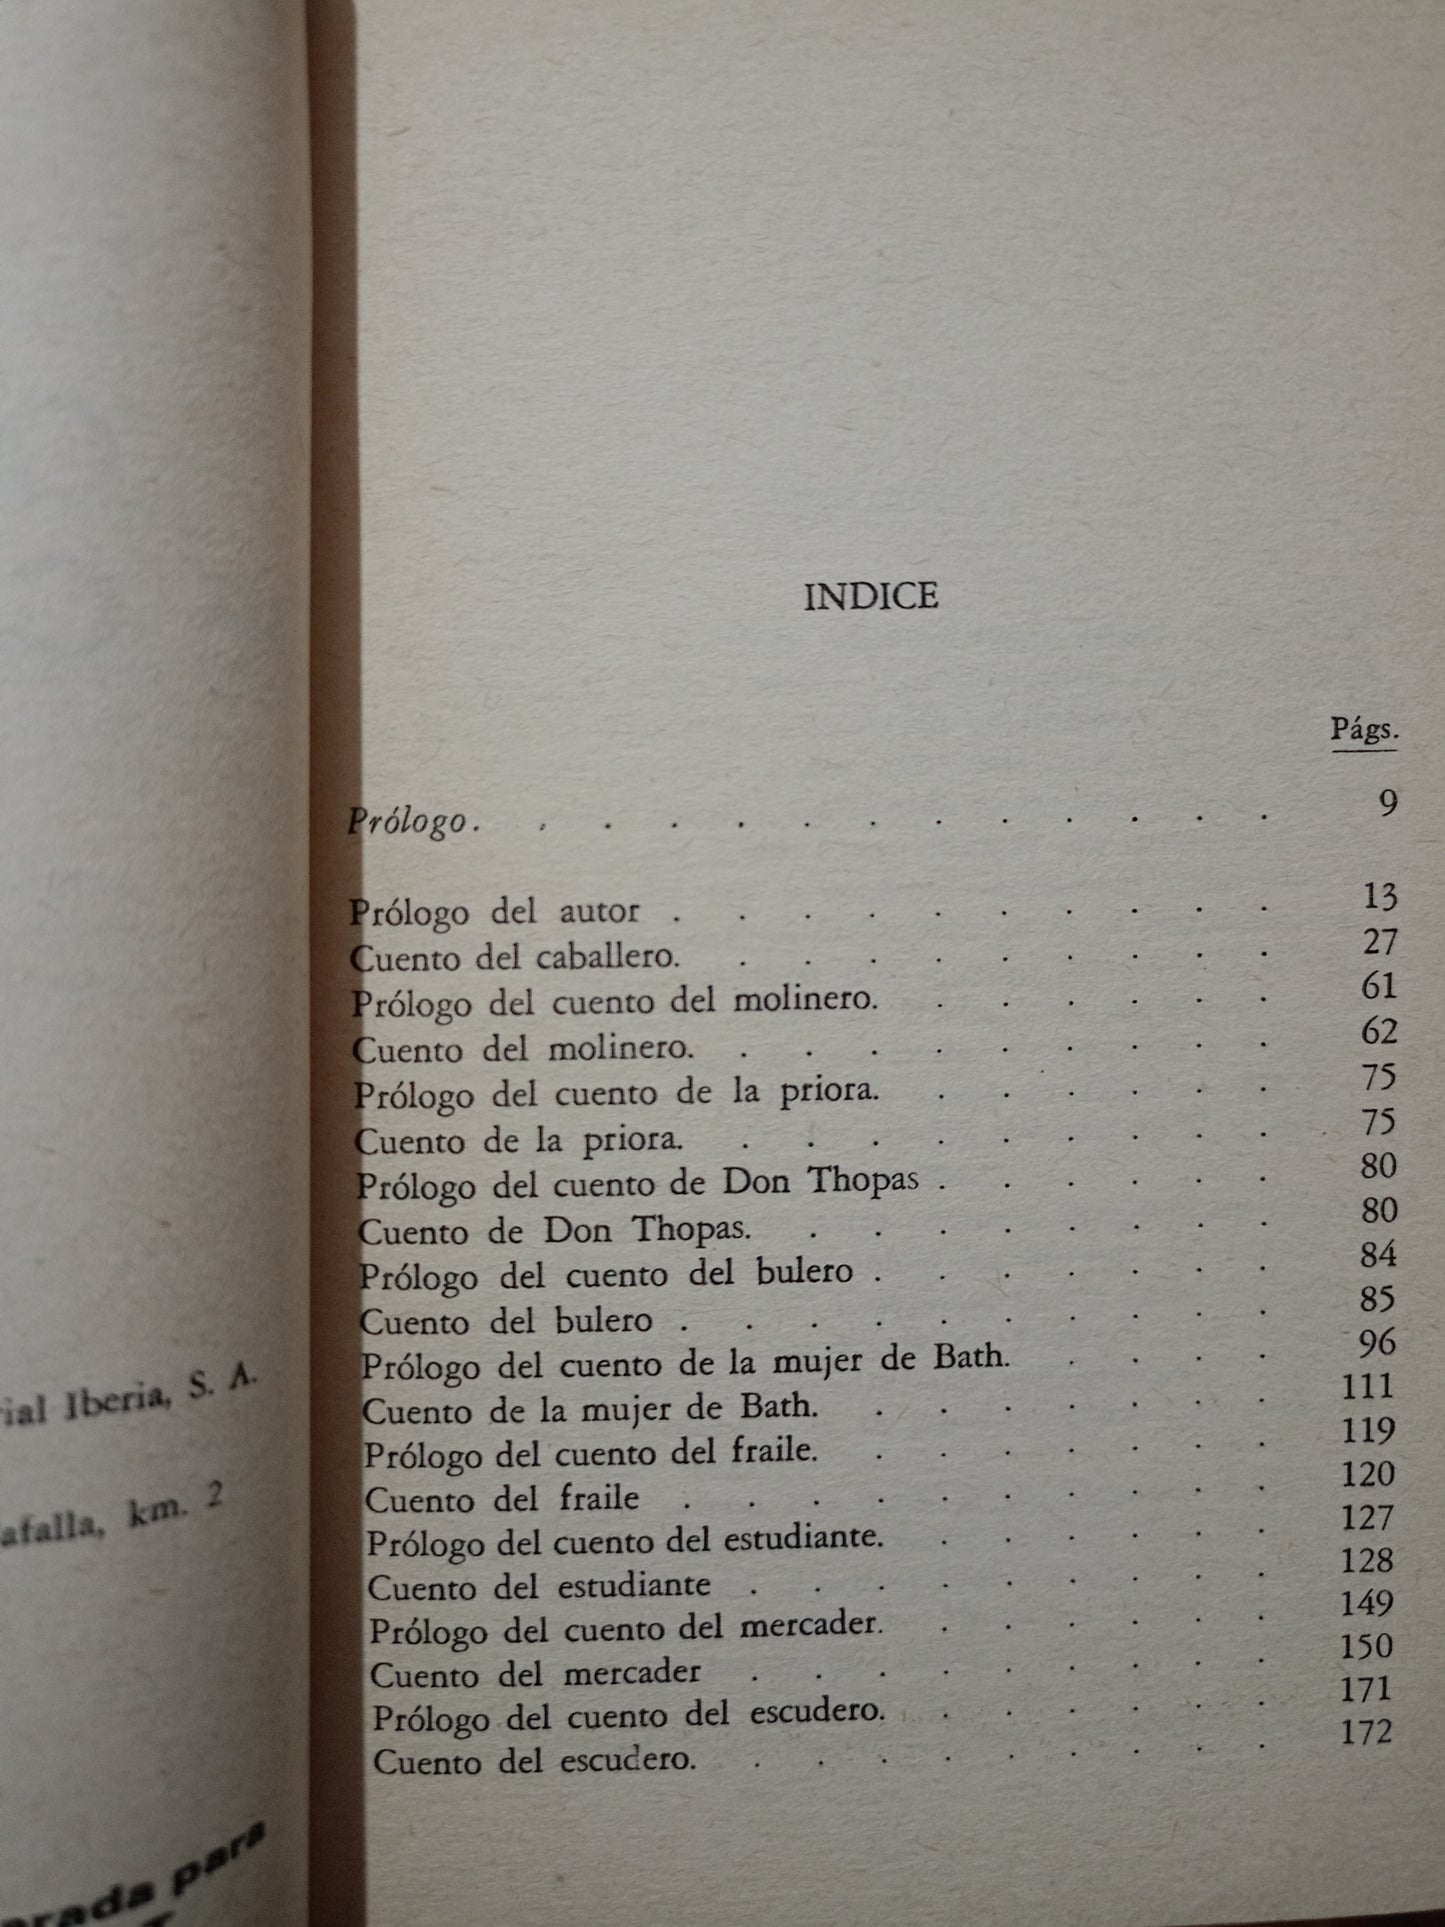 Iberia, S. A.
km. 2
para
INDICE
Págs.
Prólogo. . . . . . . . . . . . . 9
Prólogo del autor . . . . . . . . . . 13
Cuento del caballero. . . . . . . . . . 27
Prólogo del cuento del molinero. . . . . . . 61
Cuento del molinero. . . . . . . . . . 62
Prólogo del cuento de la priora. . . . . . . 75
Cuento de la priora. . . . . . . . . . 75
Prólogo del cuento de Don Thopas . . . . . . 80
Cuento de Don Thopas. . . . . . . . . 80
Prólogo del cuento del bulero . . . . . . . 84
Cuento del bulero . . . . . . . . . . 85
Prólogo del cuento de la mujer de Bath. . . . . 96
Cuento de la mujer de Bath. . . . . . . . 111
Prólogo del cuento del fraile. . . . . . . . 119
Cuento del fraile . . . . . . . . . . 120
Prólogo del cuento del estudiante. . . . . . . 127
Cuento del estudiante . . . . . . . . . 128
Prólogo del cuento del mercader. . . . . . . 149
Cuento del mercader . . . . . . . . . 150
Prólogo del cuento del escudero. . . . . . . 171
Cuento del escudero. . . . . . . . . . 172